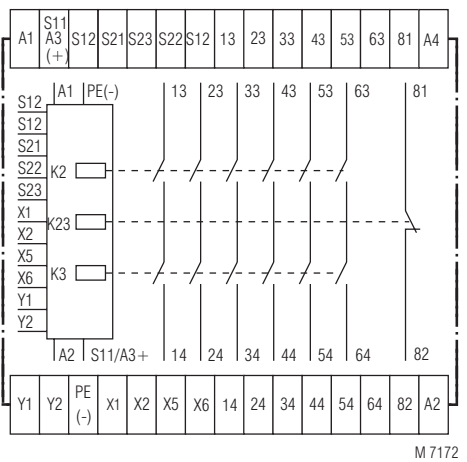 A1 S11 A3 (+) S12 S21 S23 S22 S12 13 23 33 43 53 63 81 A4
A1 PE(-) 13 23 33 43 53 63 81
S12
S12
S21
S22
S23
X1
X2
X5
X6
Y1
Y2
K2
K23
K3
A2 S11/A3+ 14 24 34 44 54 64 82
Y1 Y2 PE (-) X1 X2 X5 X6 14 24 34 44 54 64 82 A2
M 7172